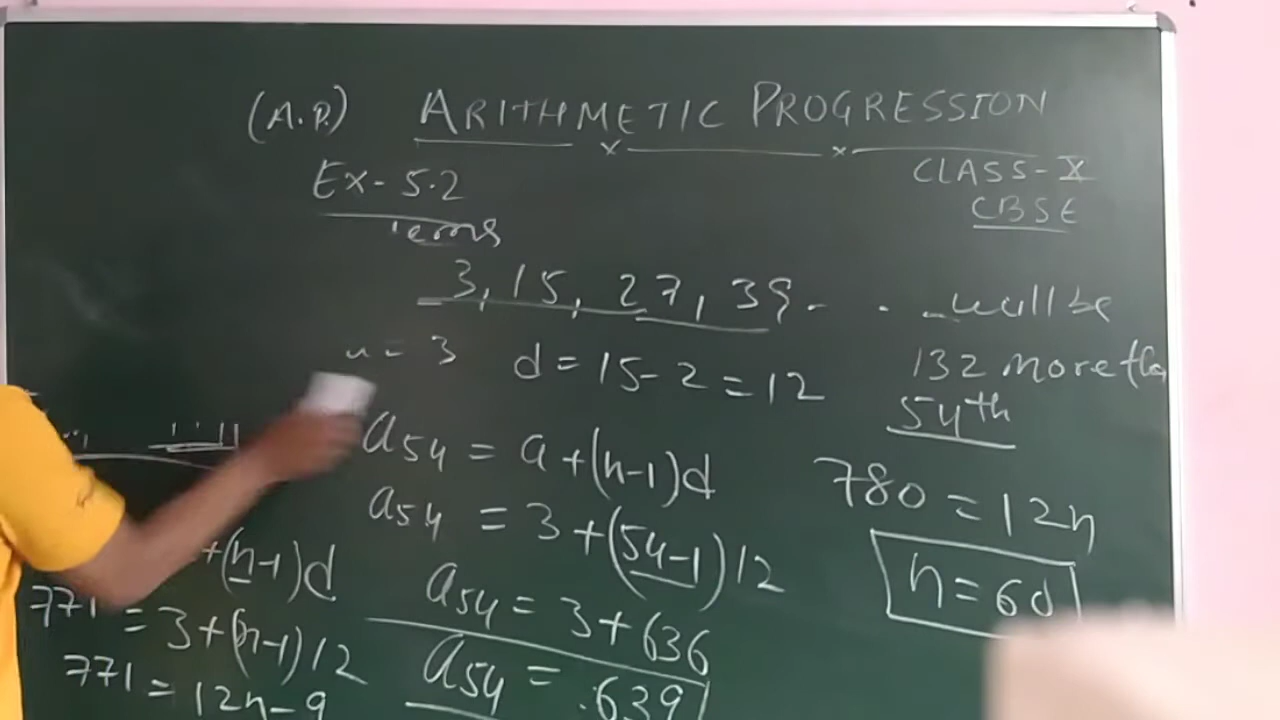 (A.P.) ARITHMETIC PROGRESSION
CLASS-X
CBSE
Ex-5.2
Terms
3, 15, 27, 39 - . . will be
132 more
54th
= 3 d = 15-2 = 12
a54 = a+(n-1)d
a54 = 3+(54-1)12
a54 = 3+636
a54 = 639
+(n-1)d
771 = 3+(n-1)12
771 = 12n-9
780 = 12n